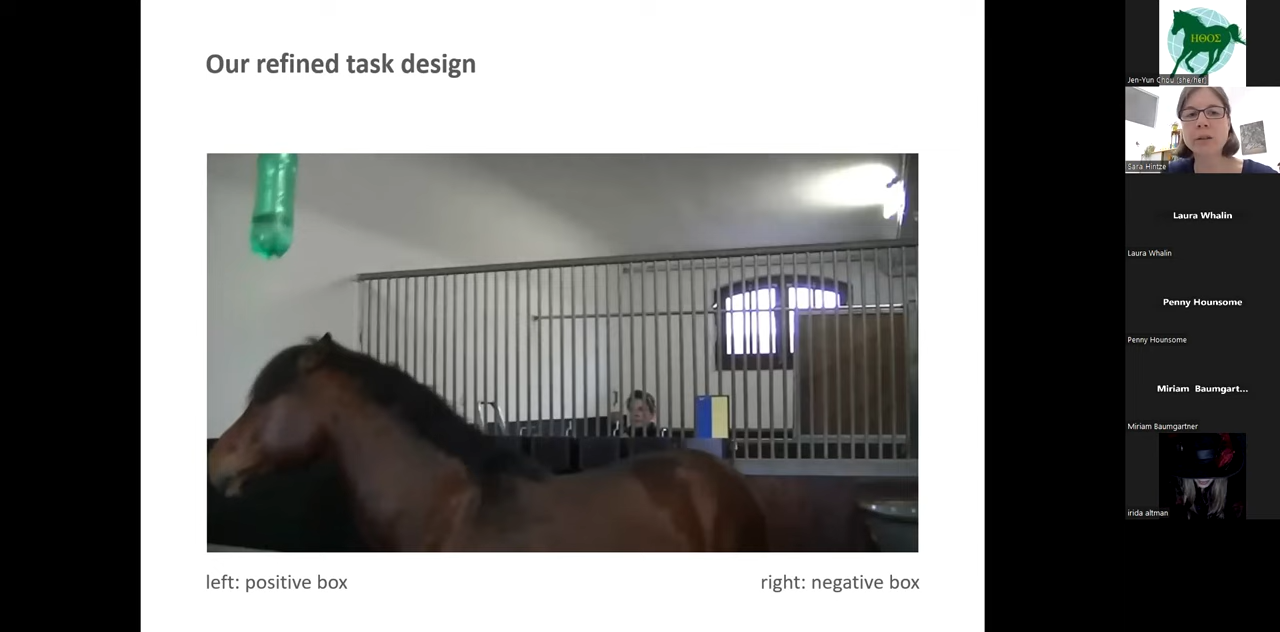 Our refined task design
left: positive box
right: negative box
ΗΘΟΣ
Jen-Yun Chou (she/her)
Sara Hintze
Laura Whalin
Laura Whalin
Penny Hounsome
Penny Hounsome
Miriam Baumgart...
Miriam Baumgartner
irida altman